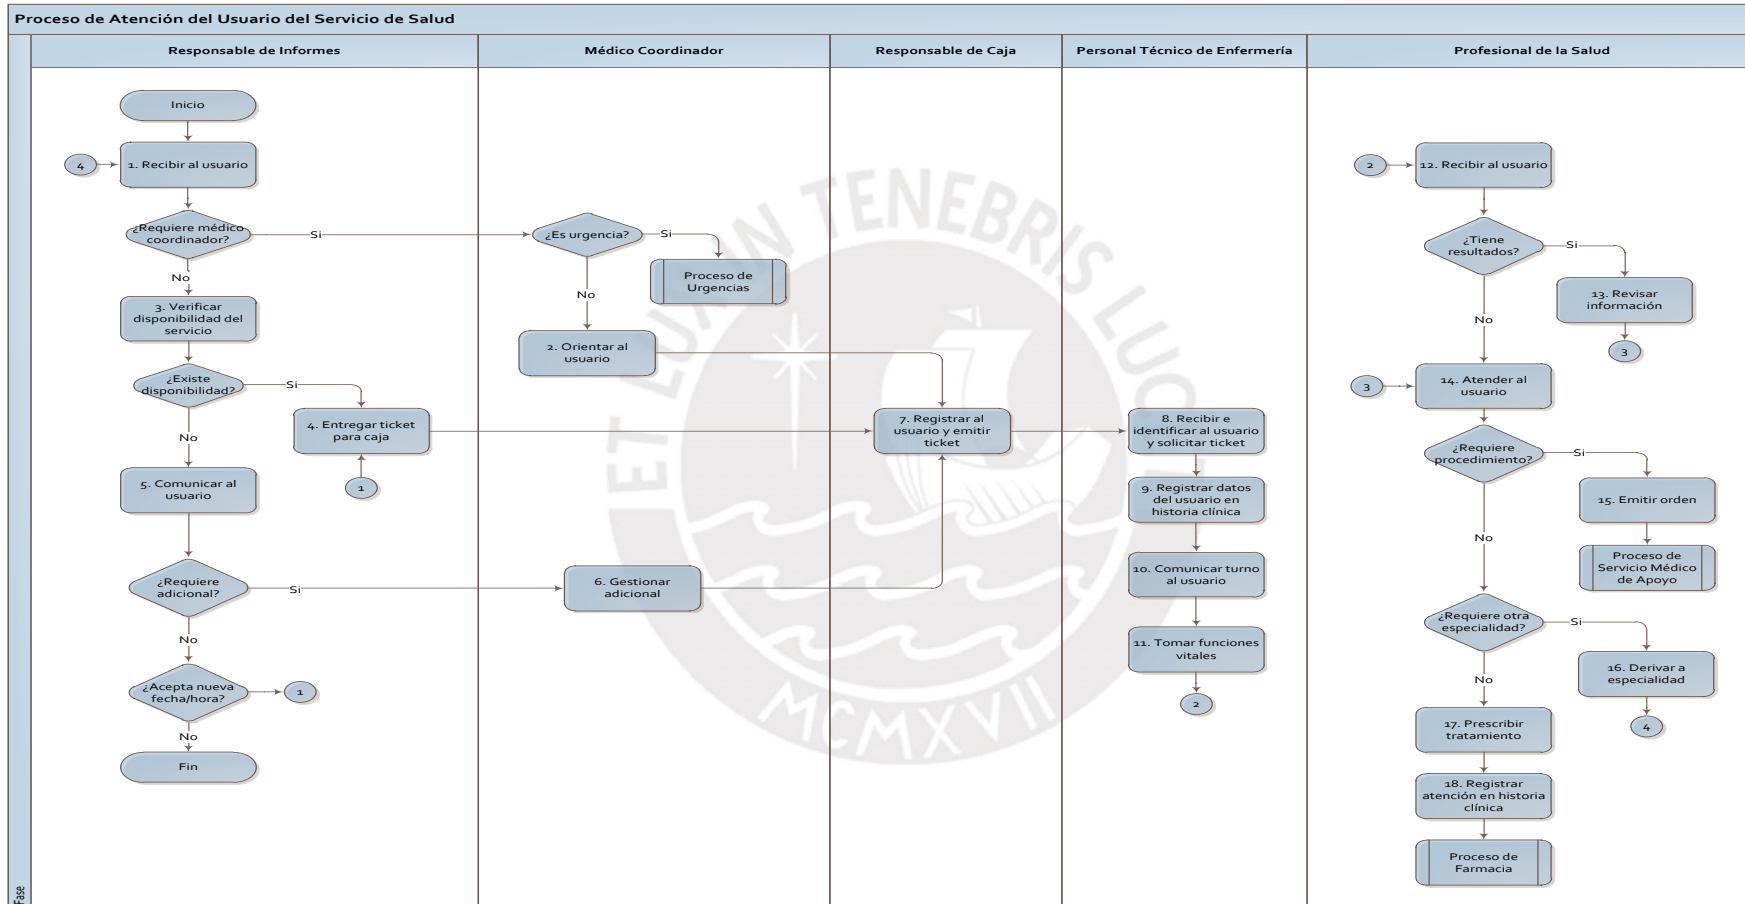 Proceso de Atención del Usuario del Servicio de Salud
Responsable de Informes
Médico Coordinador
Responsable de Caja
Personal Técnico de Enfermería
Profesional de la Salud
Fase
Inicio
4
1. Recibir al usuario
¿Requiere médico
coordinador?
Si
No
3. Verificar
disponibilidad del
servicio
¿Existe
disponibilidad?
Si
No
4. Entregar ticket
para caja
1
5. Comunicar al
usuario
¿Requiere
adicional?
Si
No
¿Acepta nueva
fecha/hora?
1
No
Fin
¿Es urgencia?
Si
Proceso de
Urgencias
No
2. Orientar al
usuario
6. Gestionar
adicional
7. Registrar al
usuario y emitir
ticket
8. Recibir e
identificar al usuario
y solicitar ticket
9. Registrar datos
del usuario en
historia clínica
10. Comunicar turno
al usuario
11. Tomar funciones
vitales
2
2
12. Recibir al usuario
¿Tiene
resultados?
Si
13. Revisar
información
3
No
3
14. Atender al
usuario
¿Requiere
procedimiento?
Si
15. Emitir orden
Proceso de
Servicio Médico
de Apoyo
No
¿Requiere otra
especialidad?
Si
16. Derivar a
especialidad
4
No
17. Prescribir
tratamiento
18. Registrar
atención en historia
clínica
Proceso de
Farmacia
ET LUX IN TENEBRIS LUCET
MCMXVII